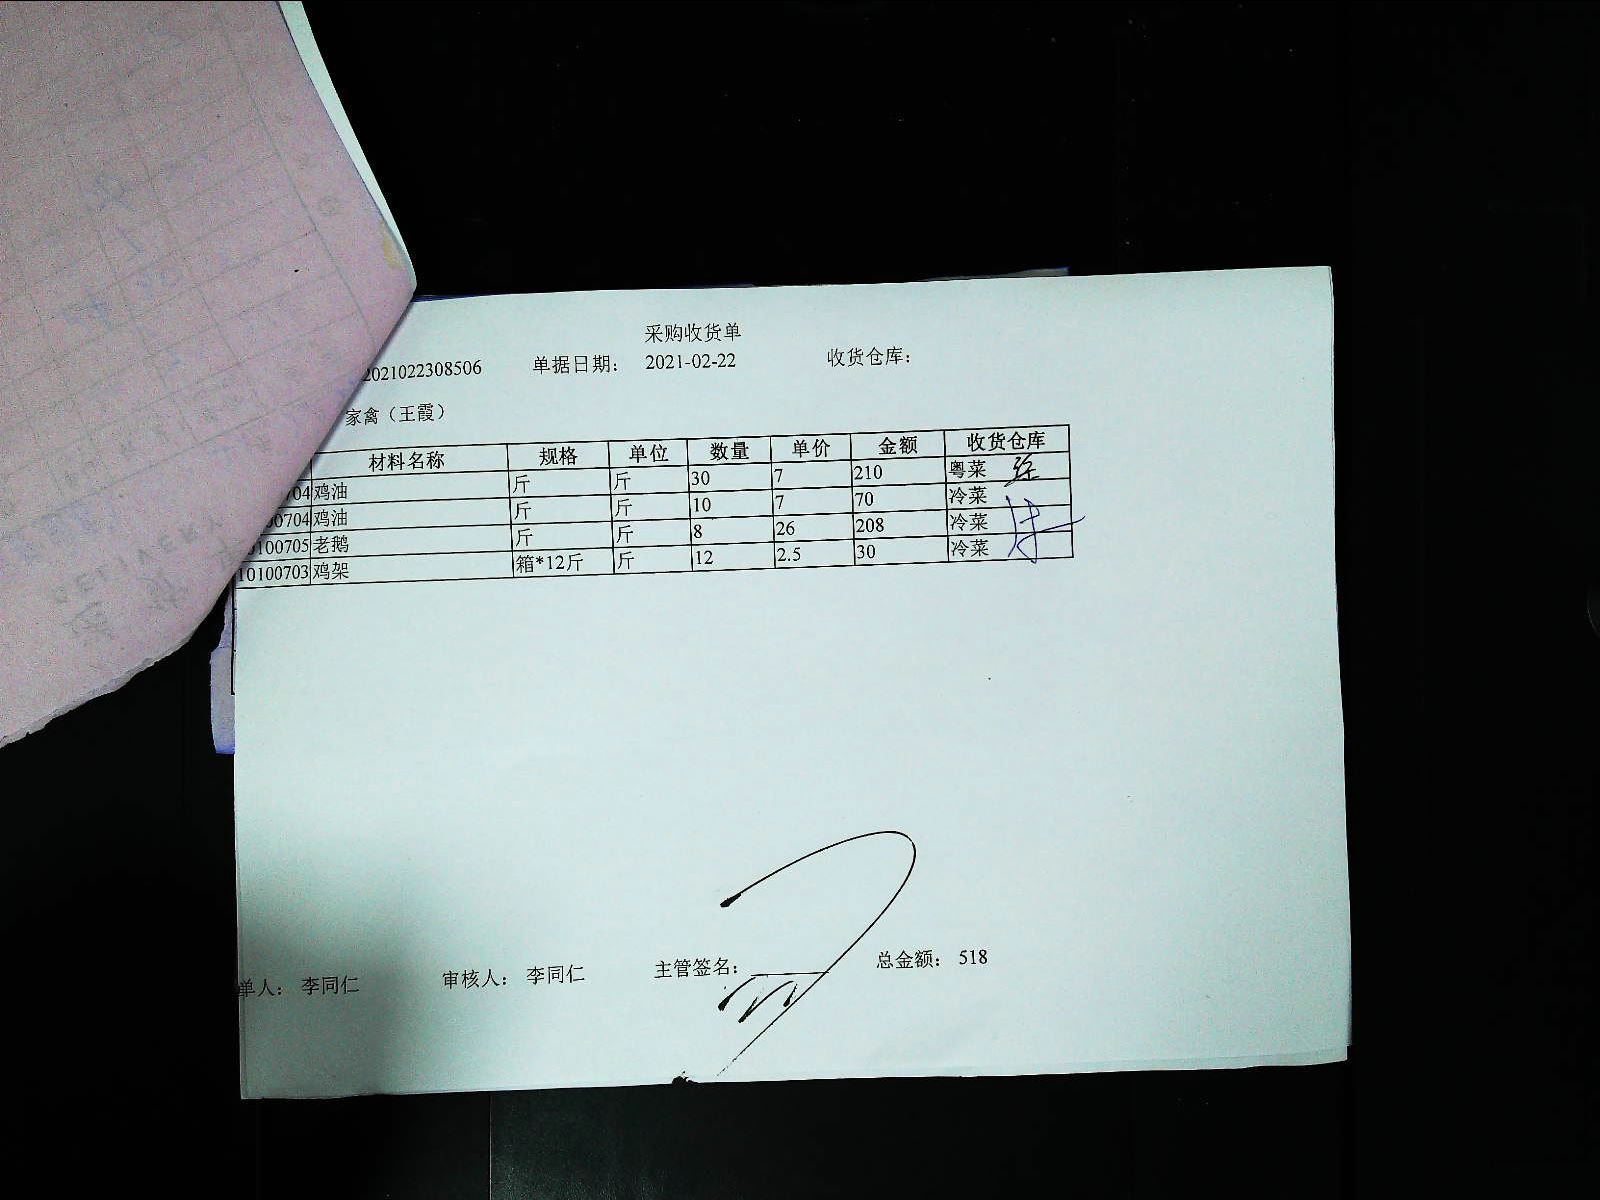 采购收货单
2021022308506 单据日期： 2021-02-22 收货仓库：
家禽（王霞）
材料名称 规格 单位 数量 单价 金额 收货仓库
04 鸡油 斤 斤 30 7 210 粤菜
0704 鸡油 斤 斤 10 7 70 冷菜
100705 老鹅 斤 斤 8 26 208 冷菜
10100703 鸡架 箱*12斤 斤 12 2.5 30 冷菜
单人： 李同仁 审核人： 李同仁 主管签名： 总金额： 518